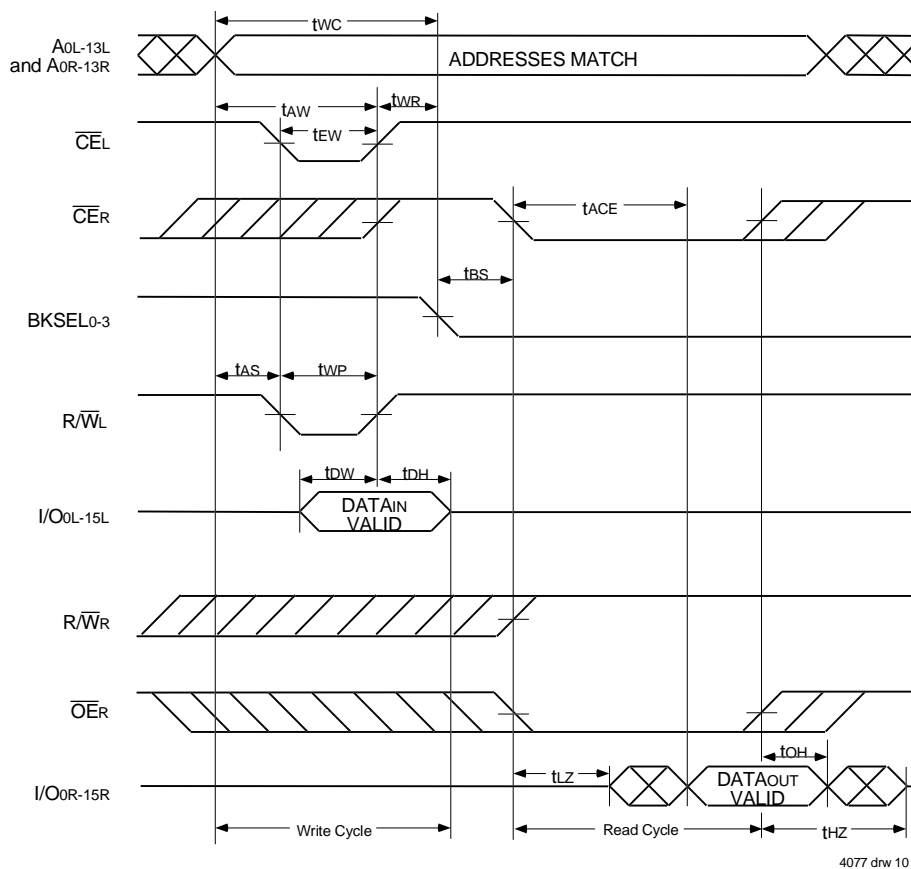 tWC
A0L-13L
and A0R-13R
ADDRESSES MATCH
tAW
tWR
CEL
tEW
CER
tACE
tBS
BKSEL0-3
tAS
tWP
R/WL
tDW
tDH
I/O0L-15L
DATAIN
VALID
R/WR
OER
tOH
tLZ
I/O0R-15R
DATAOUT
VALID
Write Cycle
Read Cycle
tHZ
4077 drw 10